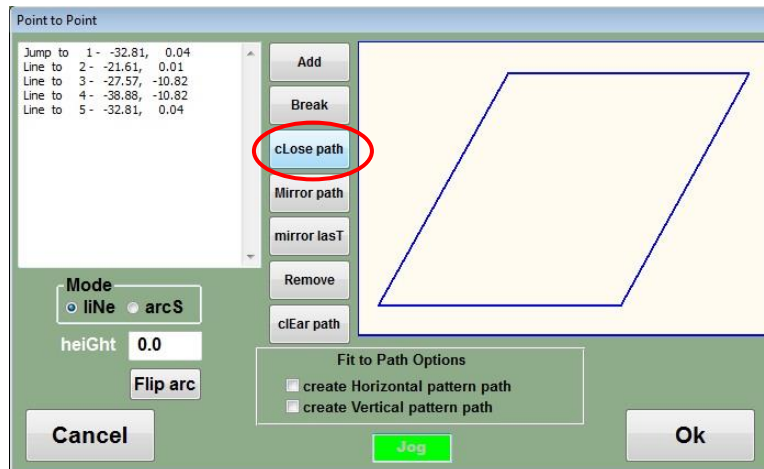 Point to Point
Jump to 1 - -32.81, 0.04
Line to 2 - -21.61, 0.01
Line to 3 - -27.57, -10.82
Line to 4 - -38.88, -10.82
Line to 5 - -32.81, 0.04
Add
Break
cLose path
Mirror path
mirror lasT
Remove
clEar path
Mode
liNe arcS
heiGht 0.0
Flip arc
Fit to Path Options
create Horizontal pattern path
create Vertical pattern path
Cancel
Jog
Ok